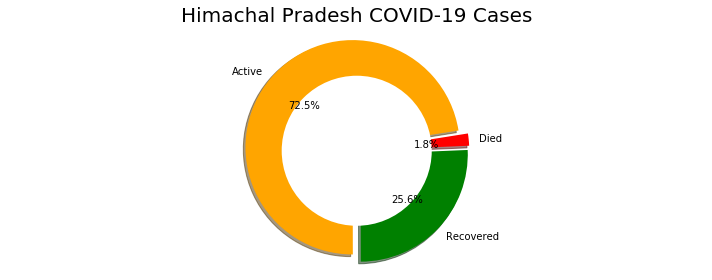 Himachal Pradesh COVID-19 Cases
Active
72.5%
Died
1.8%
25.6%
Recovered